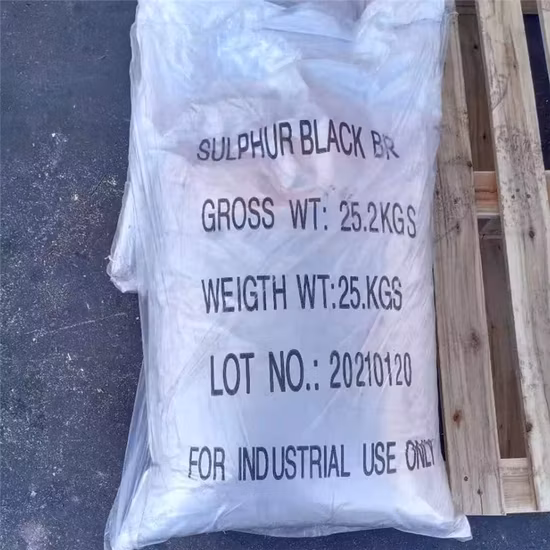 SULPHUR BLACK BR
GROSS WT: 25.2KGS
WEIGTH WT:25.KGS
LOT NO.: 20210120
FOR INDUSTRIAL USE ONLY